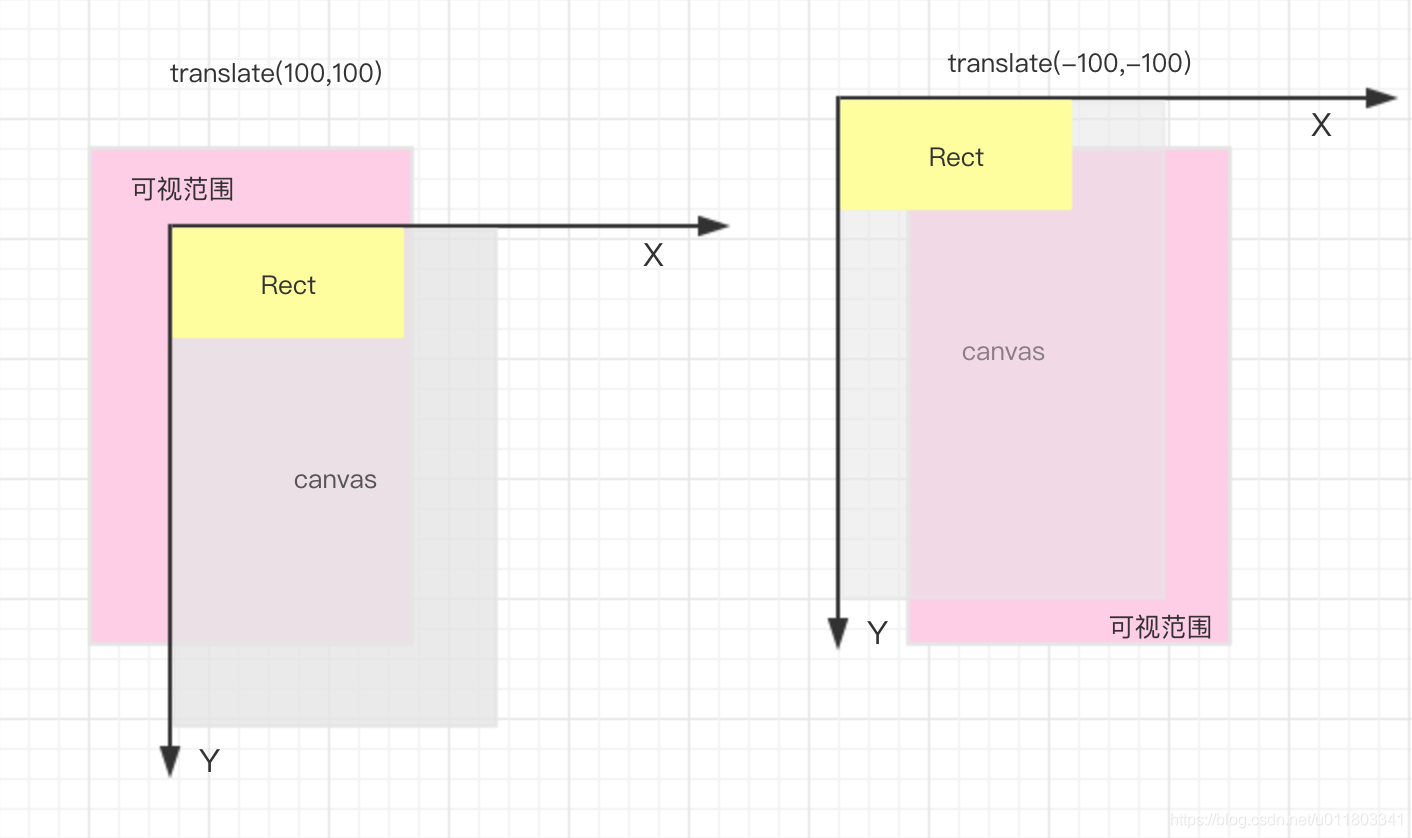 translate(100,100)
可视范围
X
Rect
canvas
Y
translate(−100,−100)
X
Rect
canvas
Y
可视范围
https://blog.csdn.net/u011803341